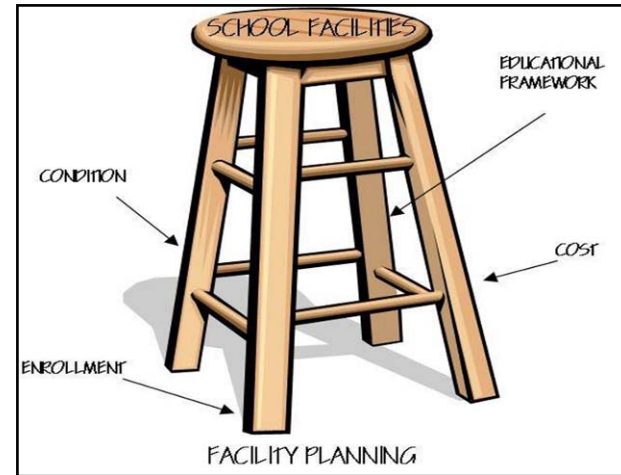 SCHOOL FACILITIES
EDUCATIONAL
FRAMEWORK
CONDITION
COST
ENROLLMENT
FACILITY PLANNING